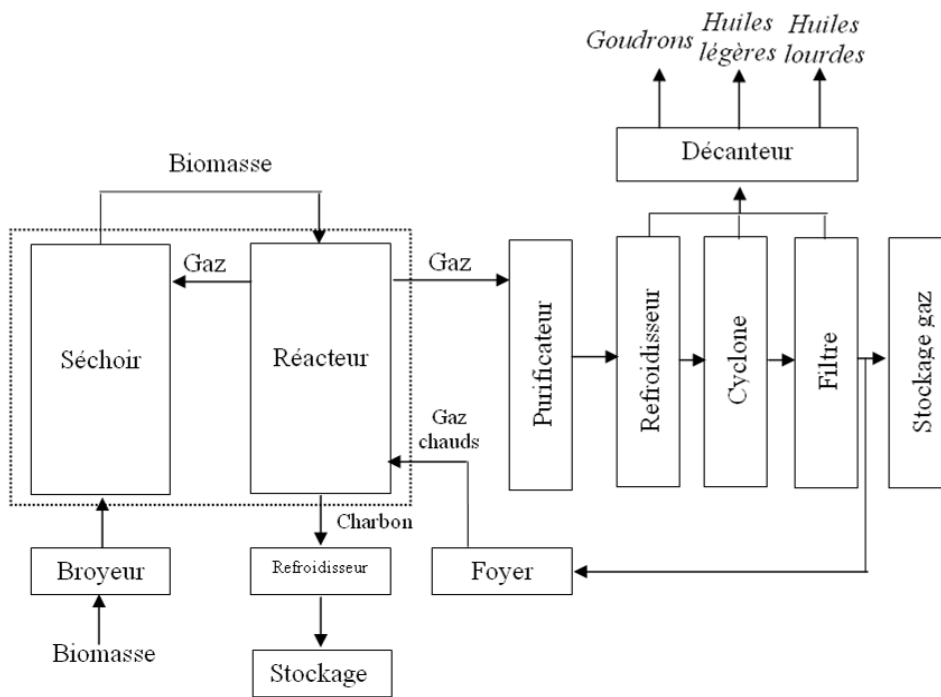 Goudrons
Huiles
légères
Huiles
lourdes
Décanteur
Biomasse
Gaz
Gaz
Séchoir
Réacteur
Purificateur
Refroidisseur
Cyclone
Filtre
Stockage gaz
Gaz
chauds
Charbon
Broyeur
Refroidisseur
Foyer
Biomasse
Stockage